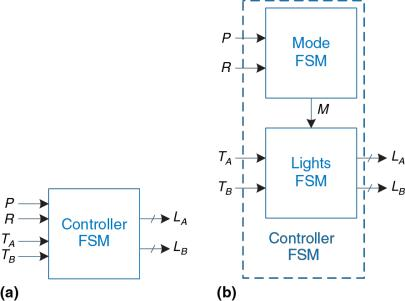 P
R
T_A
T_B
Controller
FSM
L_A
L_B
(a)
P
R
Mode
FSM
M
T_A
T_B
Lights
FSM
L_A
L_B
Controller
FSM
(b)